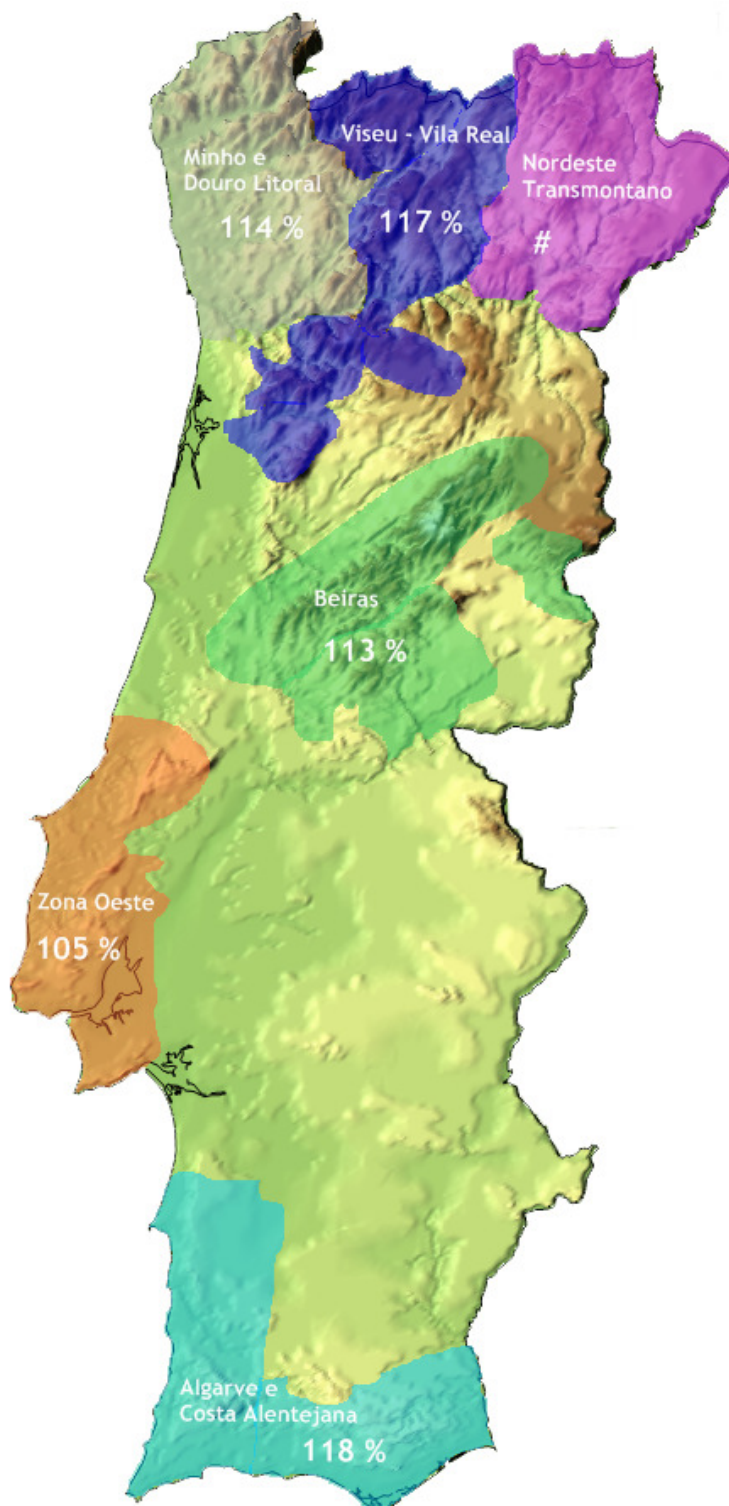 Viseu - Vila Real
Minho e
Douro Litoral
114 %
117 %
Nordeste
Transmontano
#
Beiras
113 %
Zona Oeste
105 %
Algarve e
Costa Alentejana
118 %